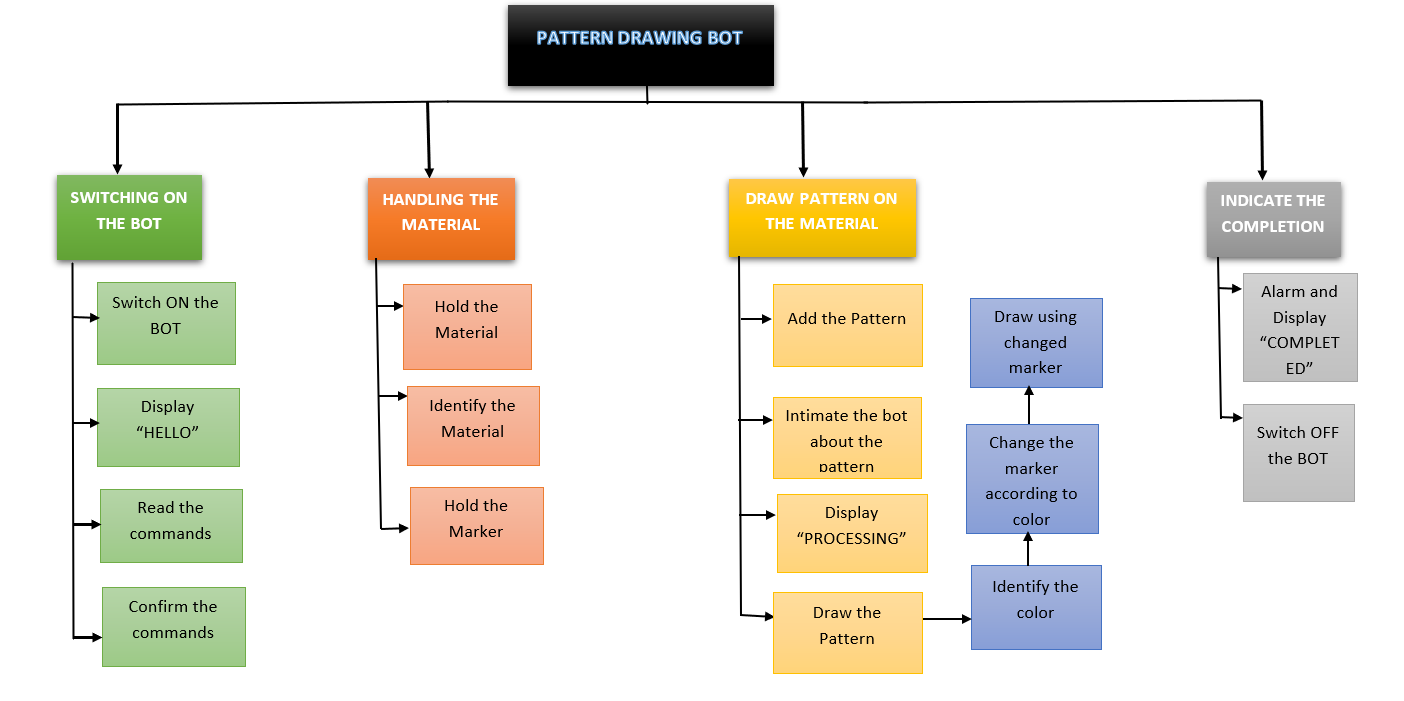 PATTERN DRAWING BOT
SWITCHING ON
THE BOT
Switch ON the
BOT
Display
“HELLO”
Read the
commands
Confirm the
commands
HANDLING THE
MATERIAL
Hold the
Material
Identify the
Material
Hold the
Marker
DRAW PATTERN ON
THE MATERIAL
Add the Pattern
Intimate the bot
about the
pattern
Display
“PROCESSING”
Draw the
Pattern
Identify the
color
Change the
marker
according to
color
Draw using
changed
marker
INDICATE THE
COMPLETION
Alarm and
Display
“COMPLET
ED”
Switch OFF
the BOT